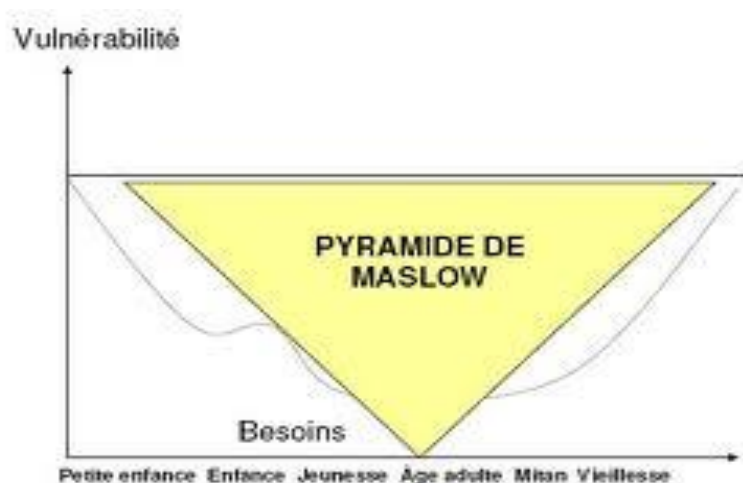 Vulnérabilité
PYRAMIDE DE
MASLOW
Besoins
Petite enfance Enfance Jeunesse Âge adulte Mitan Vieillesse